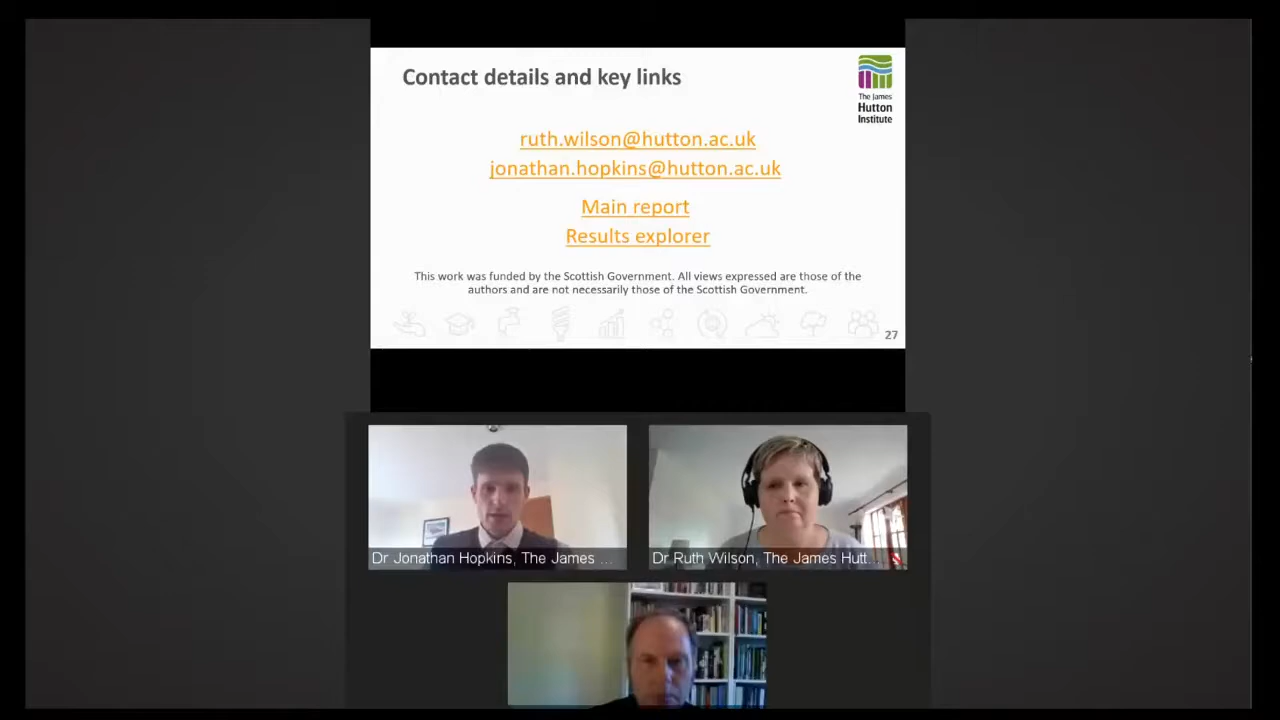 Contact details and key links
The James
Hutton
Institute
ruth.wilson@hutton.ac.uk
jonathan.hopkins@hutton.ac.uk
Main report
Results explorer
This work was funded by the Scottish Government. All views expressed are those of the
authors and are not necessarily those of the Scottish Government.
27
Dr Jonathan Hopkins, The James ...
Dr Ruth Wilson, The James Hutt...